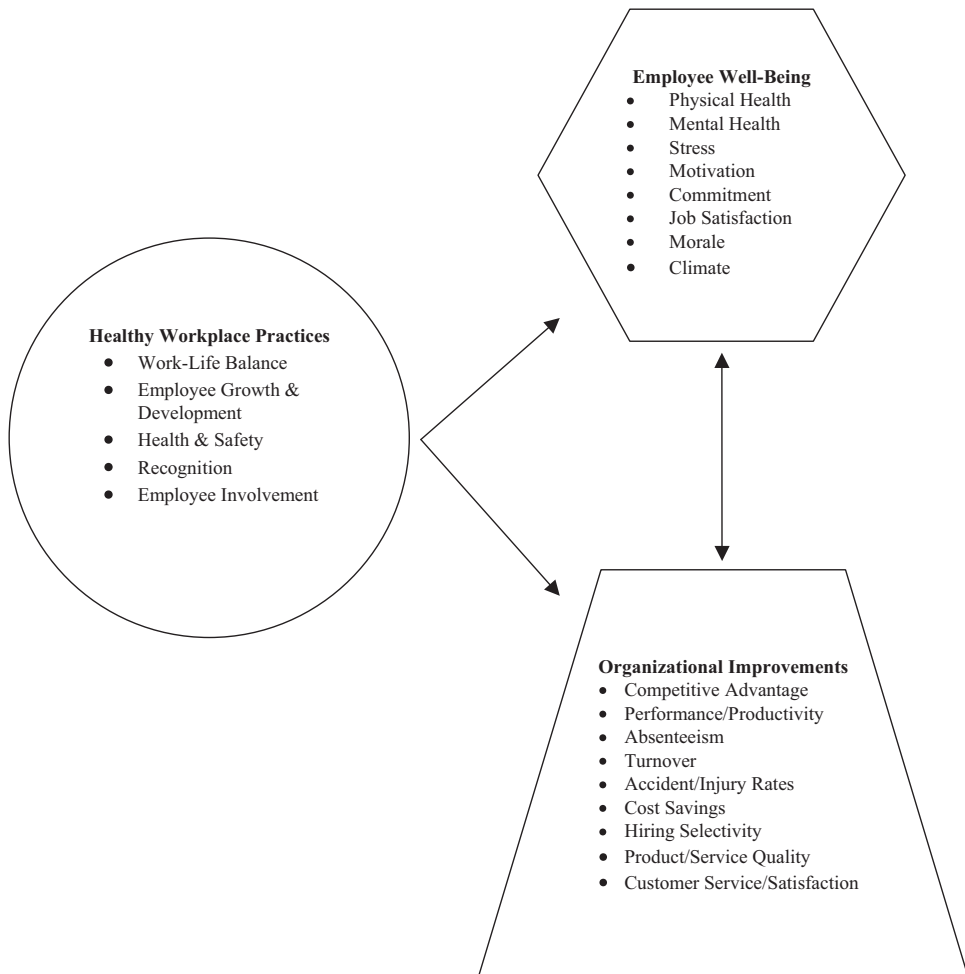 Employee Well-Being
• Physical Health
• Mental Health
• Stress
• Motivation
• Commitment
• Job Satisfaction
• Morale
• Climate
Healthy Workplace Practices
• Work-Life Balance
• Employee Growth &
Development
• Health & Safety
• Recognition
• Employee Involvement
Organizational Improvements
• Competitive Advantage
• Performance/Productivity
• Absenteeism
• Turnover
• Accident/Injury Rates
• Cost Savings
• Hiring Selectivity
• Product/Service Quality
• Customer Service/Satisfaction